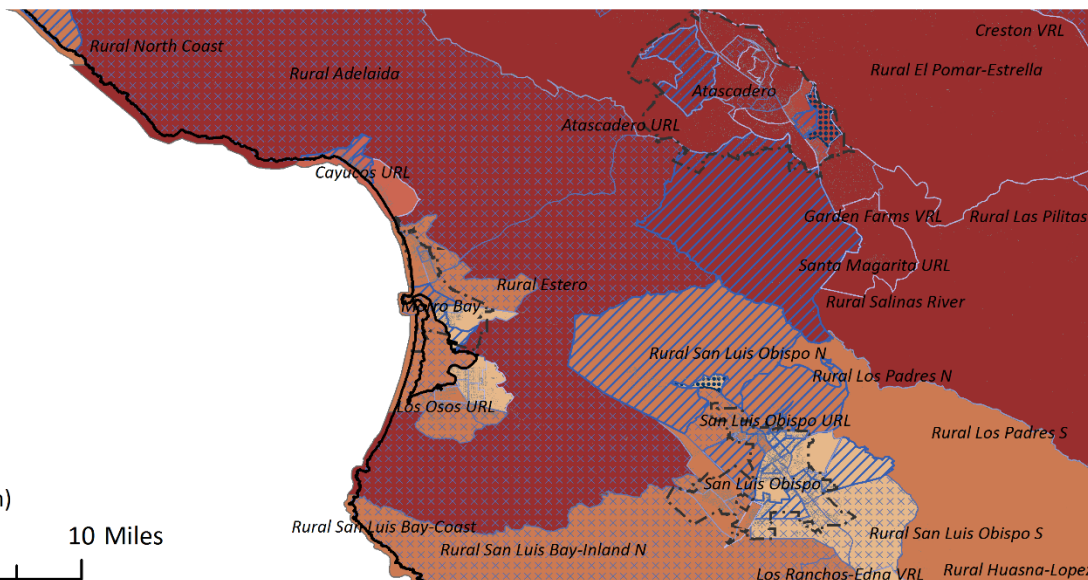 Creston VRL
Rural North Coast
Rural Adelaida
Rural El Pomar-Estrella
Atascadero
Atascadero URL
Cayucos URL
Garden Farms VRL
Rural Las Pilitas
Santa Magarita URL
Rural Estero
Rural Salinas River
Morro Bay
Rural San Luis Obispo N
Rural Los Padres N
Los Osos URL
San Luis Obispo URL
Rural Los Padres S
San Luis Obispo
Rural San Luis Bay-Coast
Rural San Luis Obispo S
10 Miles
Rural San Luis Bay-Inland N
Los Ranchos-Edna VRL
Rural Huasna-Lopez